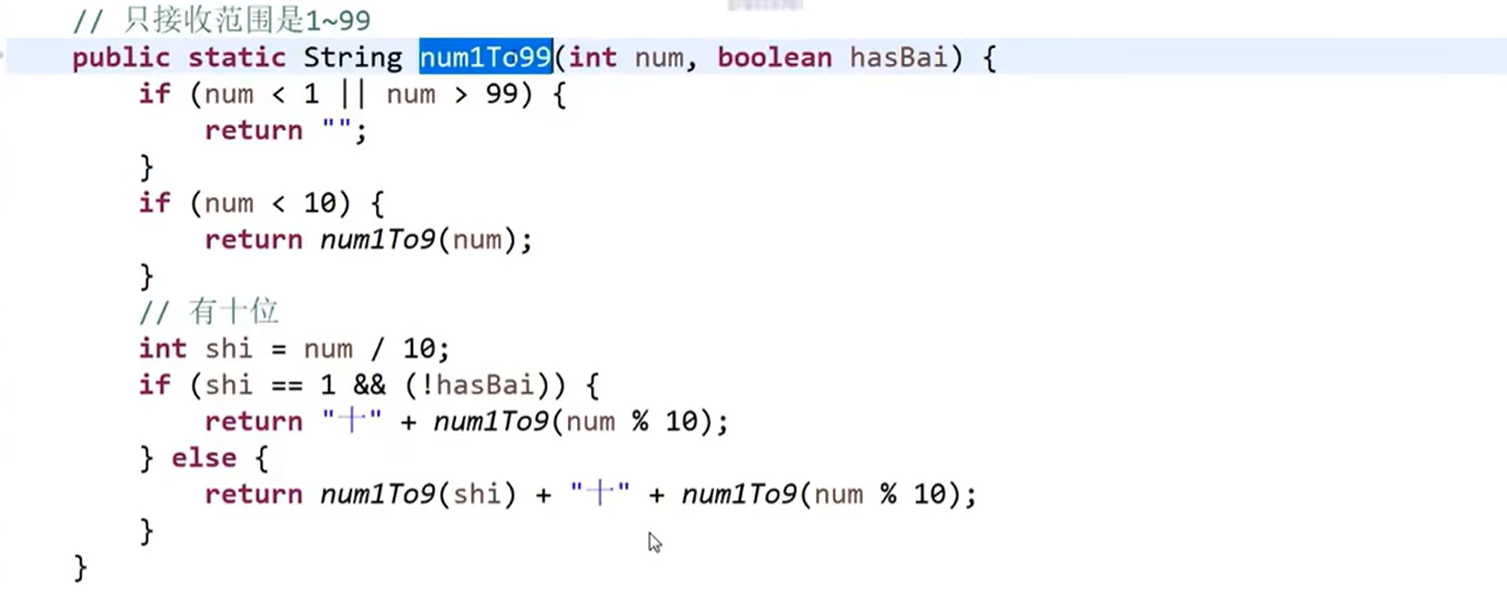 // 只接收范围是1~99
public static String num1To99(int num, boolean hasBai) {
if (num < 1 || num > 99) {
return "";
}
if (num < 10) {
return num1To9(num);
}
// 有十位
int shi = num / 10;
if (shi == 1 && (!hasBai)) {
return "十" + num1To9(num % 10);
} else {
return num1To9(shi) + "十" + num1To9(num % 10);
}
}